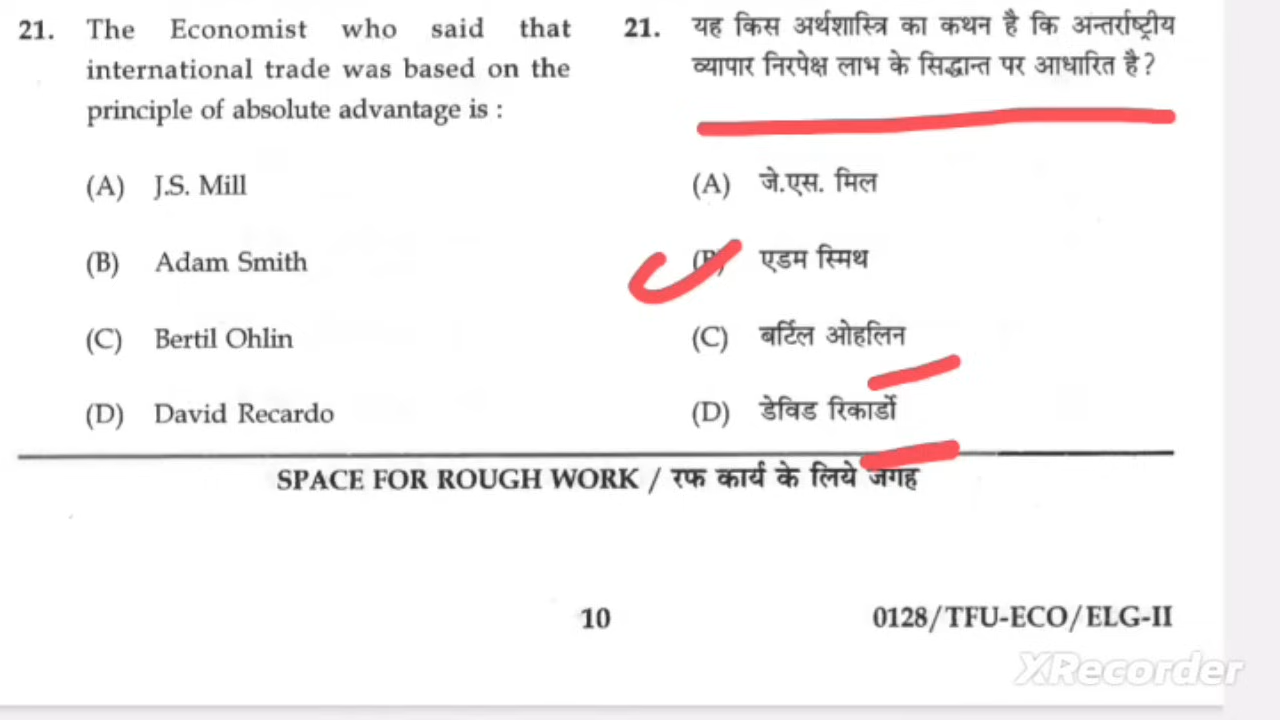 21. The Economist who said that
international trade was based on the
principle of absolute advantage is :
(A) J.S. Mill
(B) Adam Smith
(C) Bertil Ohlin
(D) David Recardo
21. यह किस अर्थशास्त्रि का कथन है कि अन्तर्राष्ट्रीय
व्यापार निरपेक्ष लाभ के सिद्धान्त पर आधारित है?
(A) जे.एस. मिल
(B) एडम स्मिथ
(C) बर्टिल ओहलिन
(D) डेविड रिकार्डो
SPACE FOR ROUGH WORK / रफ कार्य के लिये जगह
10
0128/TFU-ECO/ELG-II
XRecorder